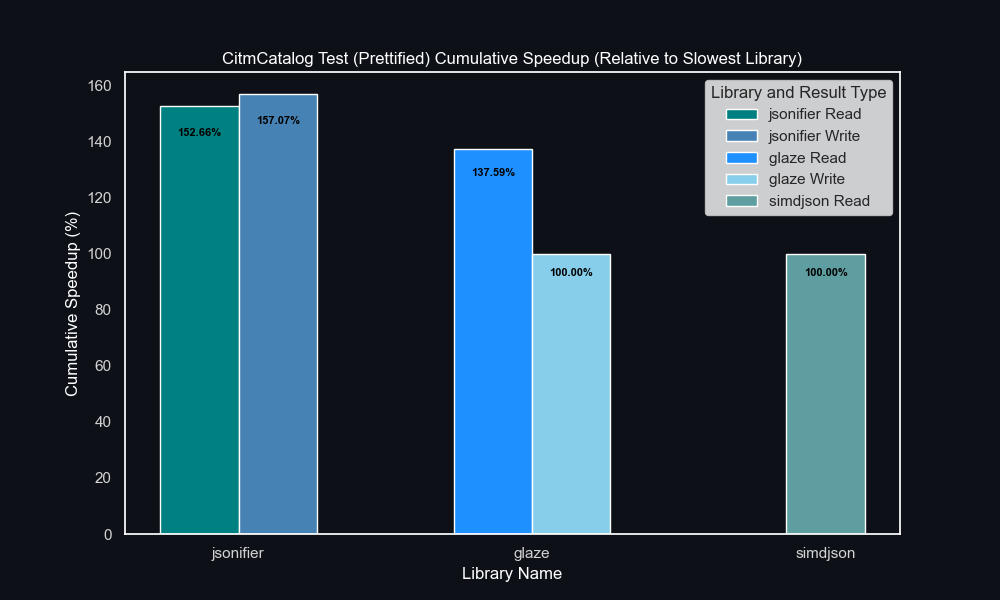 CitmCatalog Test (Prettified) Cumulative Speedup (Relative to Slowest Library)
Library and Result Type
jsonifier Read
jsonifier Write
glaze Read
glaze Write
simdjson Read
Cumulative Speedup (%)
160
140
120
100
80
60
40
20
0
152.66%
157.07%
137.59%
100.00%
100.00%
jsonifier
glaze
simdjson
Library Name